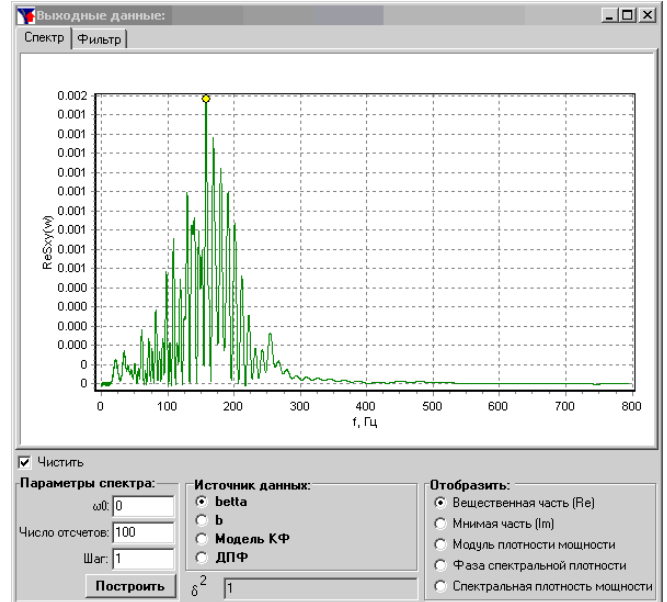 Выходные данные:
Спектр Фильтр
0.002
0.001
0.001
0.001
0.001
0.001
0.001
0.001
0.001
0.001
0.000
0.000
0.000
0.000
0
0
ReSxy(w)
0 100 200 300 400 500 600 700 800
f, Гц
Чистить
Параметры спектра:
ω0: 0
Число отсчетов: 100
Шаг: 1
Построить
Источник данных:
betta
b
Модель КФ
ДПФ
δ2 1
Отобразить:
Вещественная часть (Re)
Мнимая часть (Im)
Модуль плотности мощности
Фаза спектральной плотности
Спектральная плотность мощности